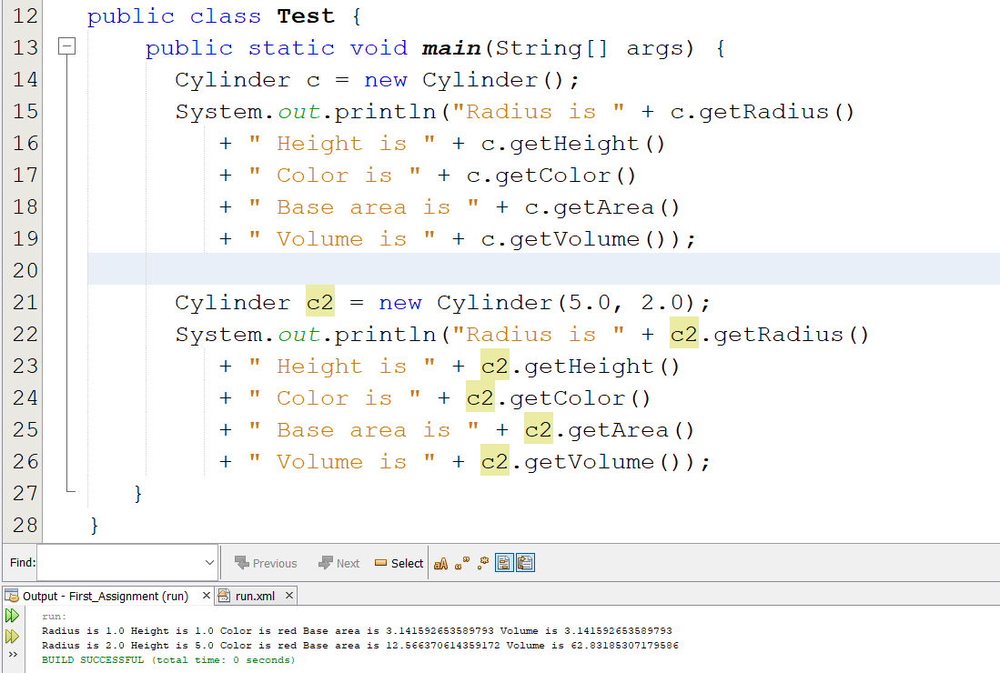 12 public class Test {
13 public static void main(String[] args) {
14 Cylinder c = new Cylinder();
15 System.out.println("Radius is " + c.getRadius()
16 + " Height is " + c.getHeight()
17 + " Color is " + c.getColor()
18 + " Base area is " + c.getArea()
19 + " Volume is " + c.getVolume());
20
21 Cylinder c2 = new Cylinder(5.0, 2.0);
22 System.out.println("Radius is " + c2.getRadius()
23 + " Height is " + c2.getHeight()
24 + " Color is " + c2.getColor()
25 + " Base area is " + c2.getArea()
26 + " Volume is " + c2.getVolume());
27 }
28 }
Find: Previous Next Select
Output - First_Assignment (run) run.xml
run:
Radius is 1.0 Height is 1.0 Color is red Base area is 3.141592653589793 Volume is 3.141592653589793
Radius is 2.0 Height is 5.0 Color is red Base area is 12.566370614359172 Volume is 62.83185307179586
BUILD SUCCESSFUL (total time: 0 seconds)